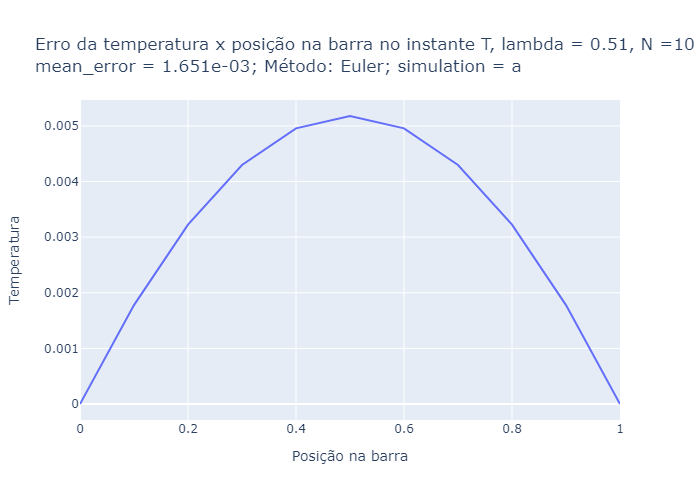 Erro da temperatura x posição na barra no instante T, lambda = 0.51, N =10
mean_error = 1.651e-03; Método: Euler; simulation = a
0.005
0.004
0.003
0.002
0.001
0
Temperatura
0 0.2 0.4 0.6 0.8 1
Posição na barra